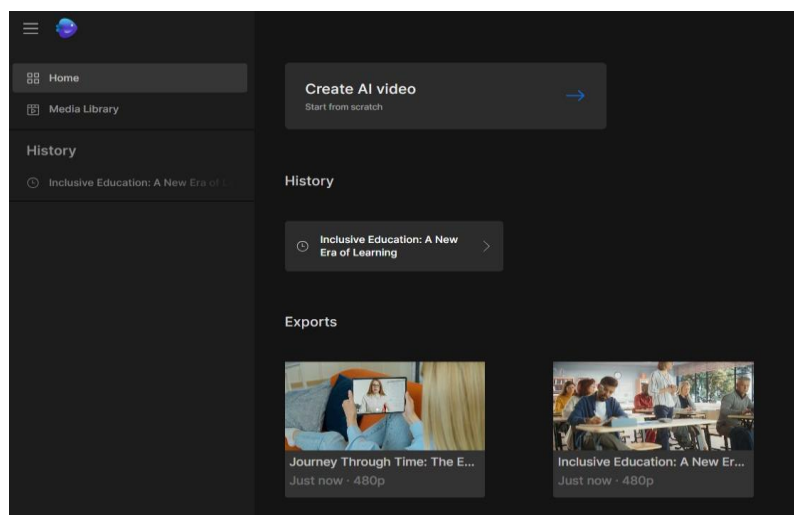 Home
Media Library
History
Inclusive Education: A New Era of L
Create AI video
Start from scratch
History
Inclusive Education: A New
Era of Learning
Exports
Journey Through Time: The E...
Just now · 480p
Inclusive Education: A New Er...
Just now · 480p